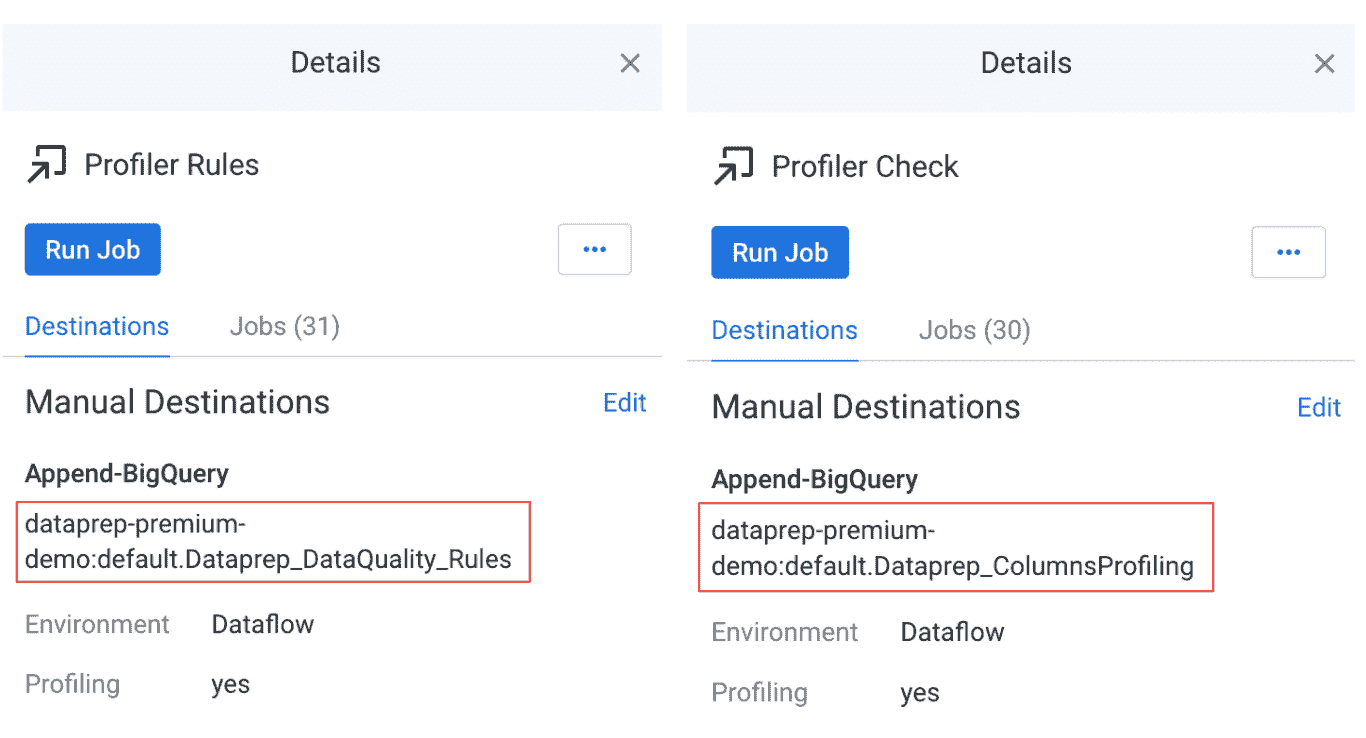 Details
Profiler Rules
Run Job
Destinations Jobs (31)
Manual Destinations Edit
Append-BigQuery
dataprep-premium-
demo:default.Dataprep_DataQuality_Rules
Environment Dataflow
Profiling yes
Details
Profiler Check
Run Job
Destinations Jobs (30)
Manual Destinations Edit
Append-BigQuery
dataprep-premium-
demo:default.Dataprep_ColumnsProfiling
Environment Dataflow
Profiling yes